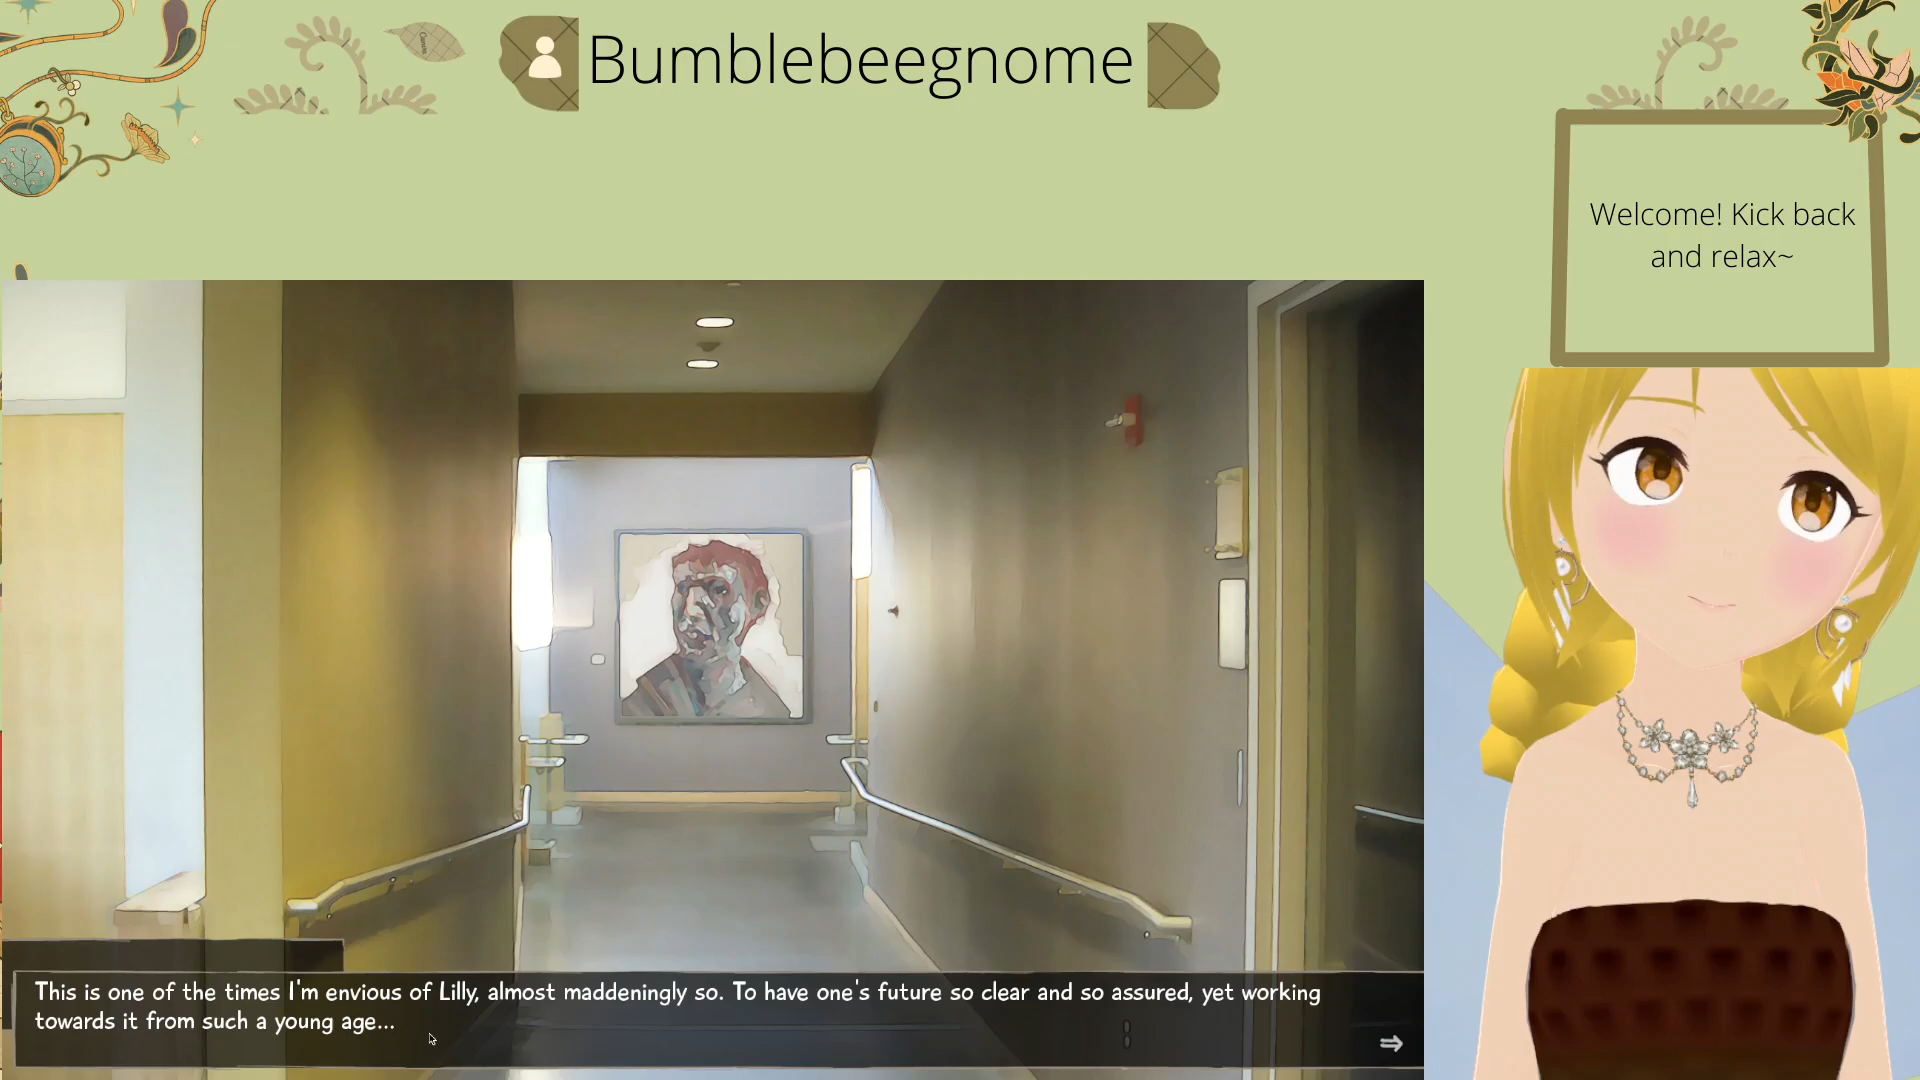 Bumblebeegnome
Canva
Welcome! Kick back
and relax~
This is one of the times I'm envious of Lilly, almost maddeningly so. To have one's future so clear and so assured, yet working
towards it from such a young age...